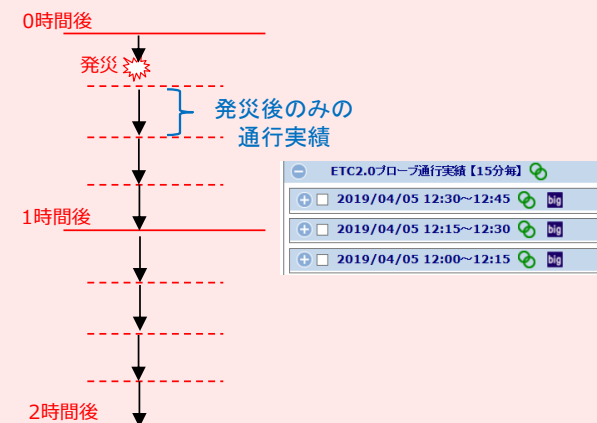 0時間後
発災
発災後のみの
通行実績
ETC2.0プローブ通行実績【15分毎】
2019/04/05 12:30～12:45 big
1時間後
2019/04/05 12:15～12:30 big
2019/04/05 12:00～12:15 big
2時間後